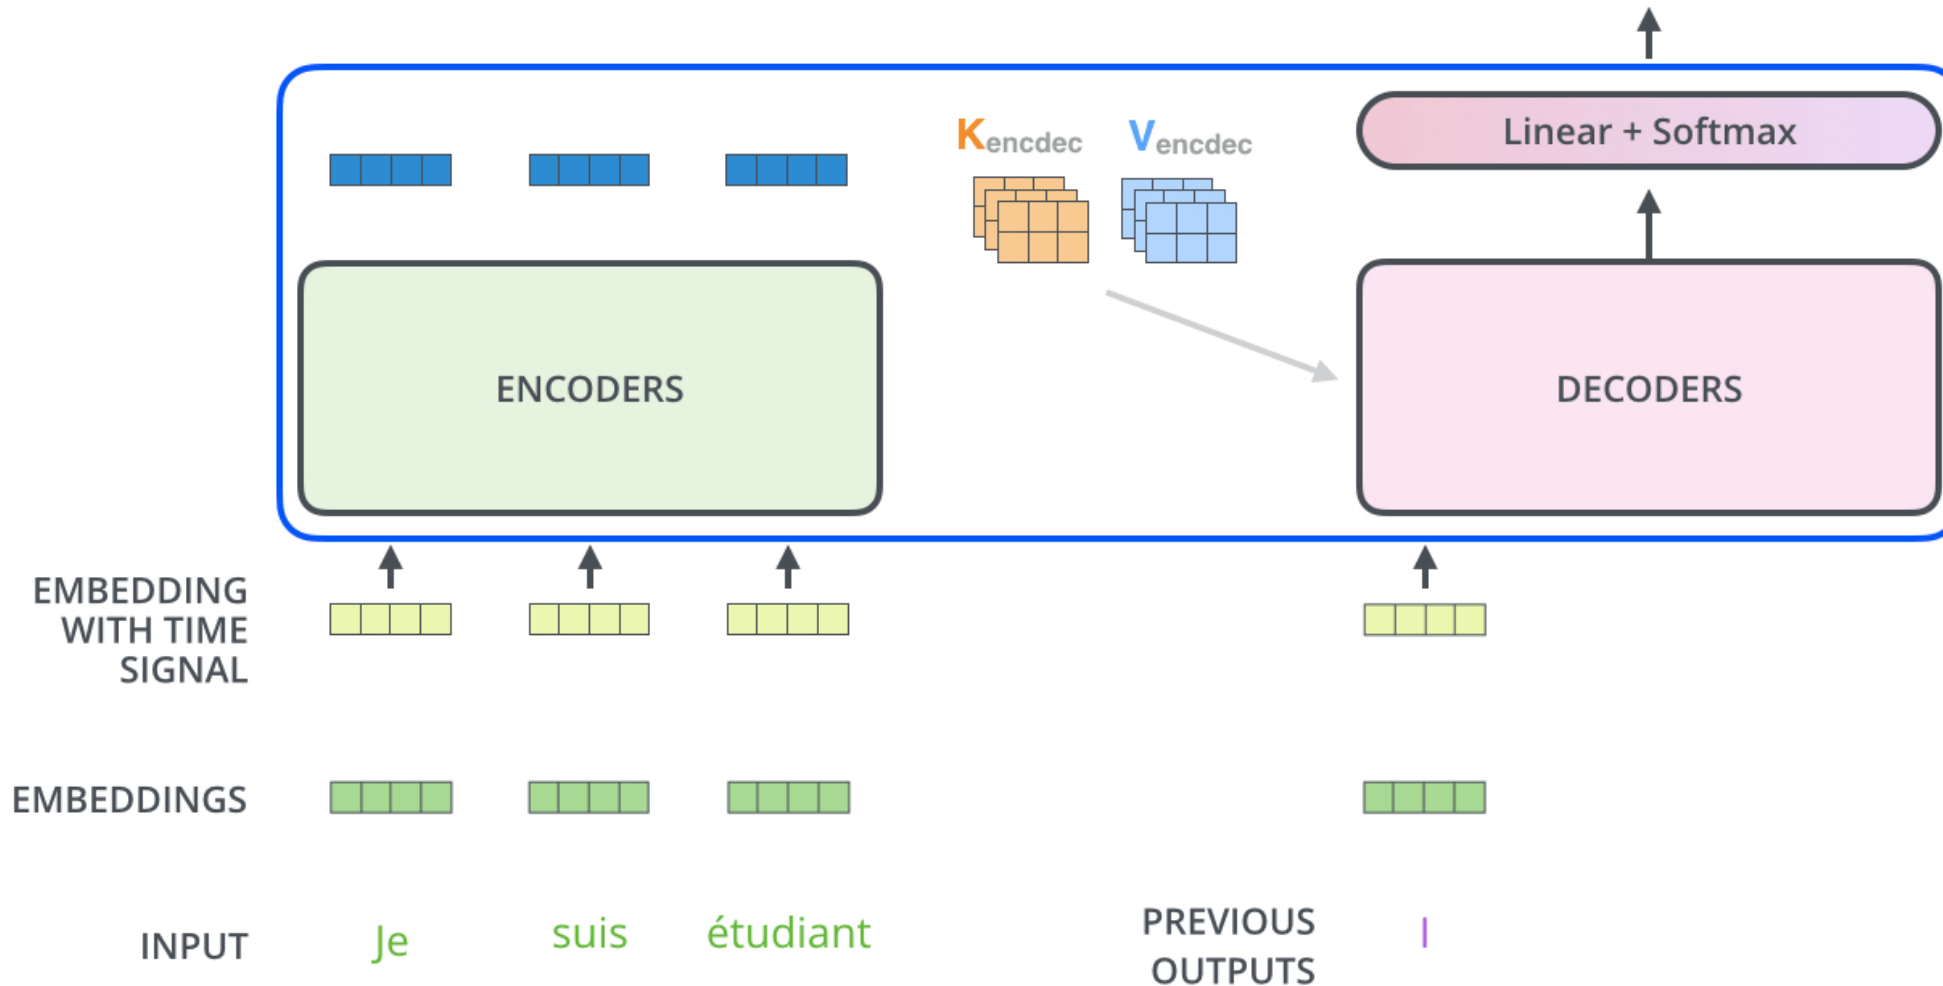 Kencdec
Vencdec
Linear + Softmax
ENCODERS
DECODERS
EMBEDDING
WITH TIME
SIGNAL
EMBEDDINGS
INPUT
Je
suis
étudiant
PREVIOUS
OUTPUTS
I